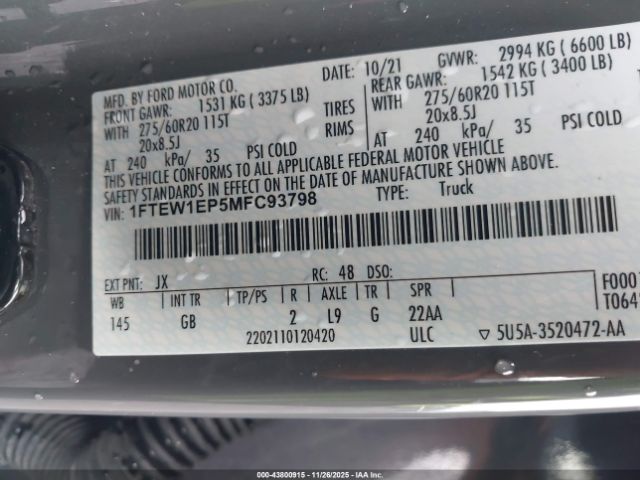 MFD. BY FORD MOTOR CO.
DATE: 10/21 GVWR: 2994 KG ( 6600 LB)
FRONT GAWR: 1531 KG ( 3375 LB) REAR GAWR: 1542 KG ( 3400 LB)
WITH 275/60R20 115T TIRES WITH 275/60R20 115T
20x8.5J RIMS 20x8.5J
AT 240 kPa/ 35 PSI COLD AT 240 kPa/ 35 PSI COLD
THIS VEHICLE CONFORMS TO ALL APPLICABLE FEDERAL MOTOR VEHICLE
SAFETY STANDARDS IN EFFECT ON THE DATE OF MANUFACTURE SHOWN ABOVE.
VIN: 1FTEW1EP5MFC93798 TYPE: Truck
EXT PNT: JX RC: 48 DSO:
WB INT TR TP/PS R AXLE TR SPR
145 GB 2 L9 G 22AA
2202110120420 ULC 5U5A-3520472-AA
F000
T064
000-43800915 - 11/26/2025 - IAA Inc.